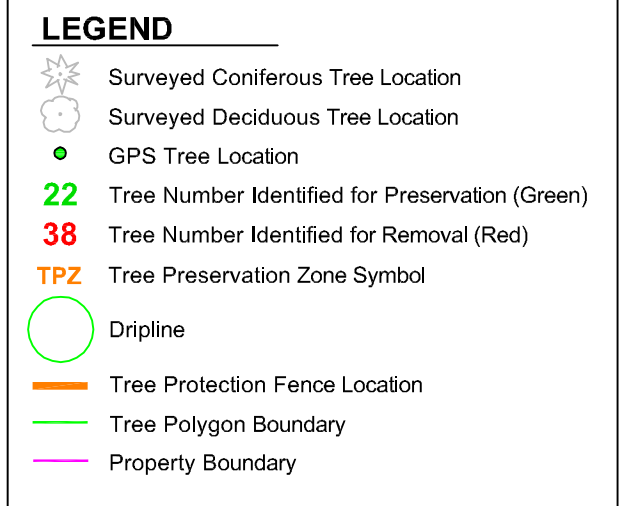 LEGEND
Surveyed Coniferous Tree Location
Surveyed Deciduous Tree Location
GPS Tree Location
22 Tree Number Identified for Preservation (Green)
38 Tree Number Identified for Removal (Red)
TPZ Tree Preservation Zone Symbol
Dripline
Tree Protection Fence Location
Tree Polygon Boundary
Property Boundary